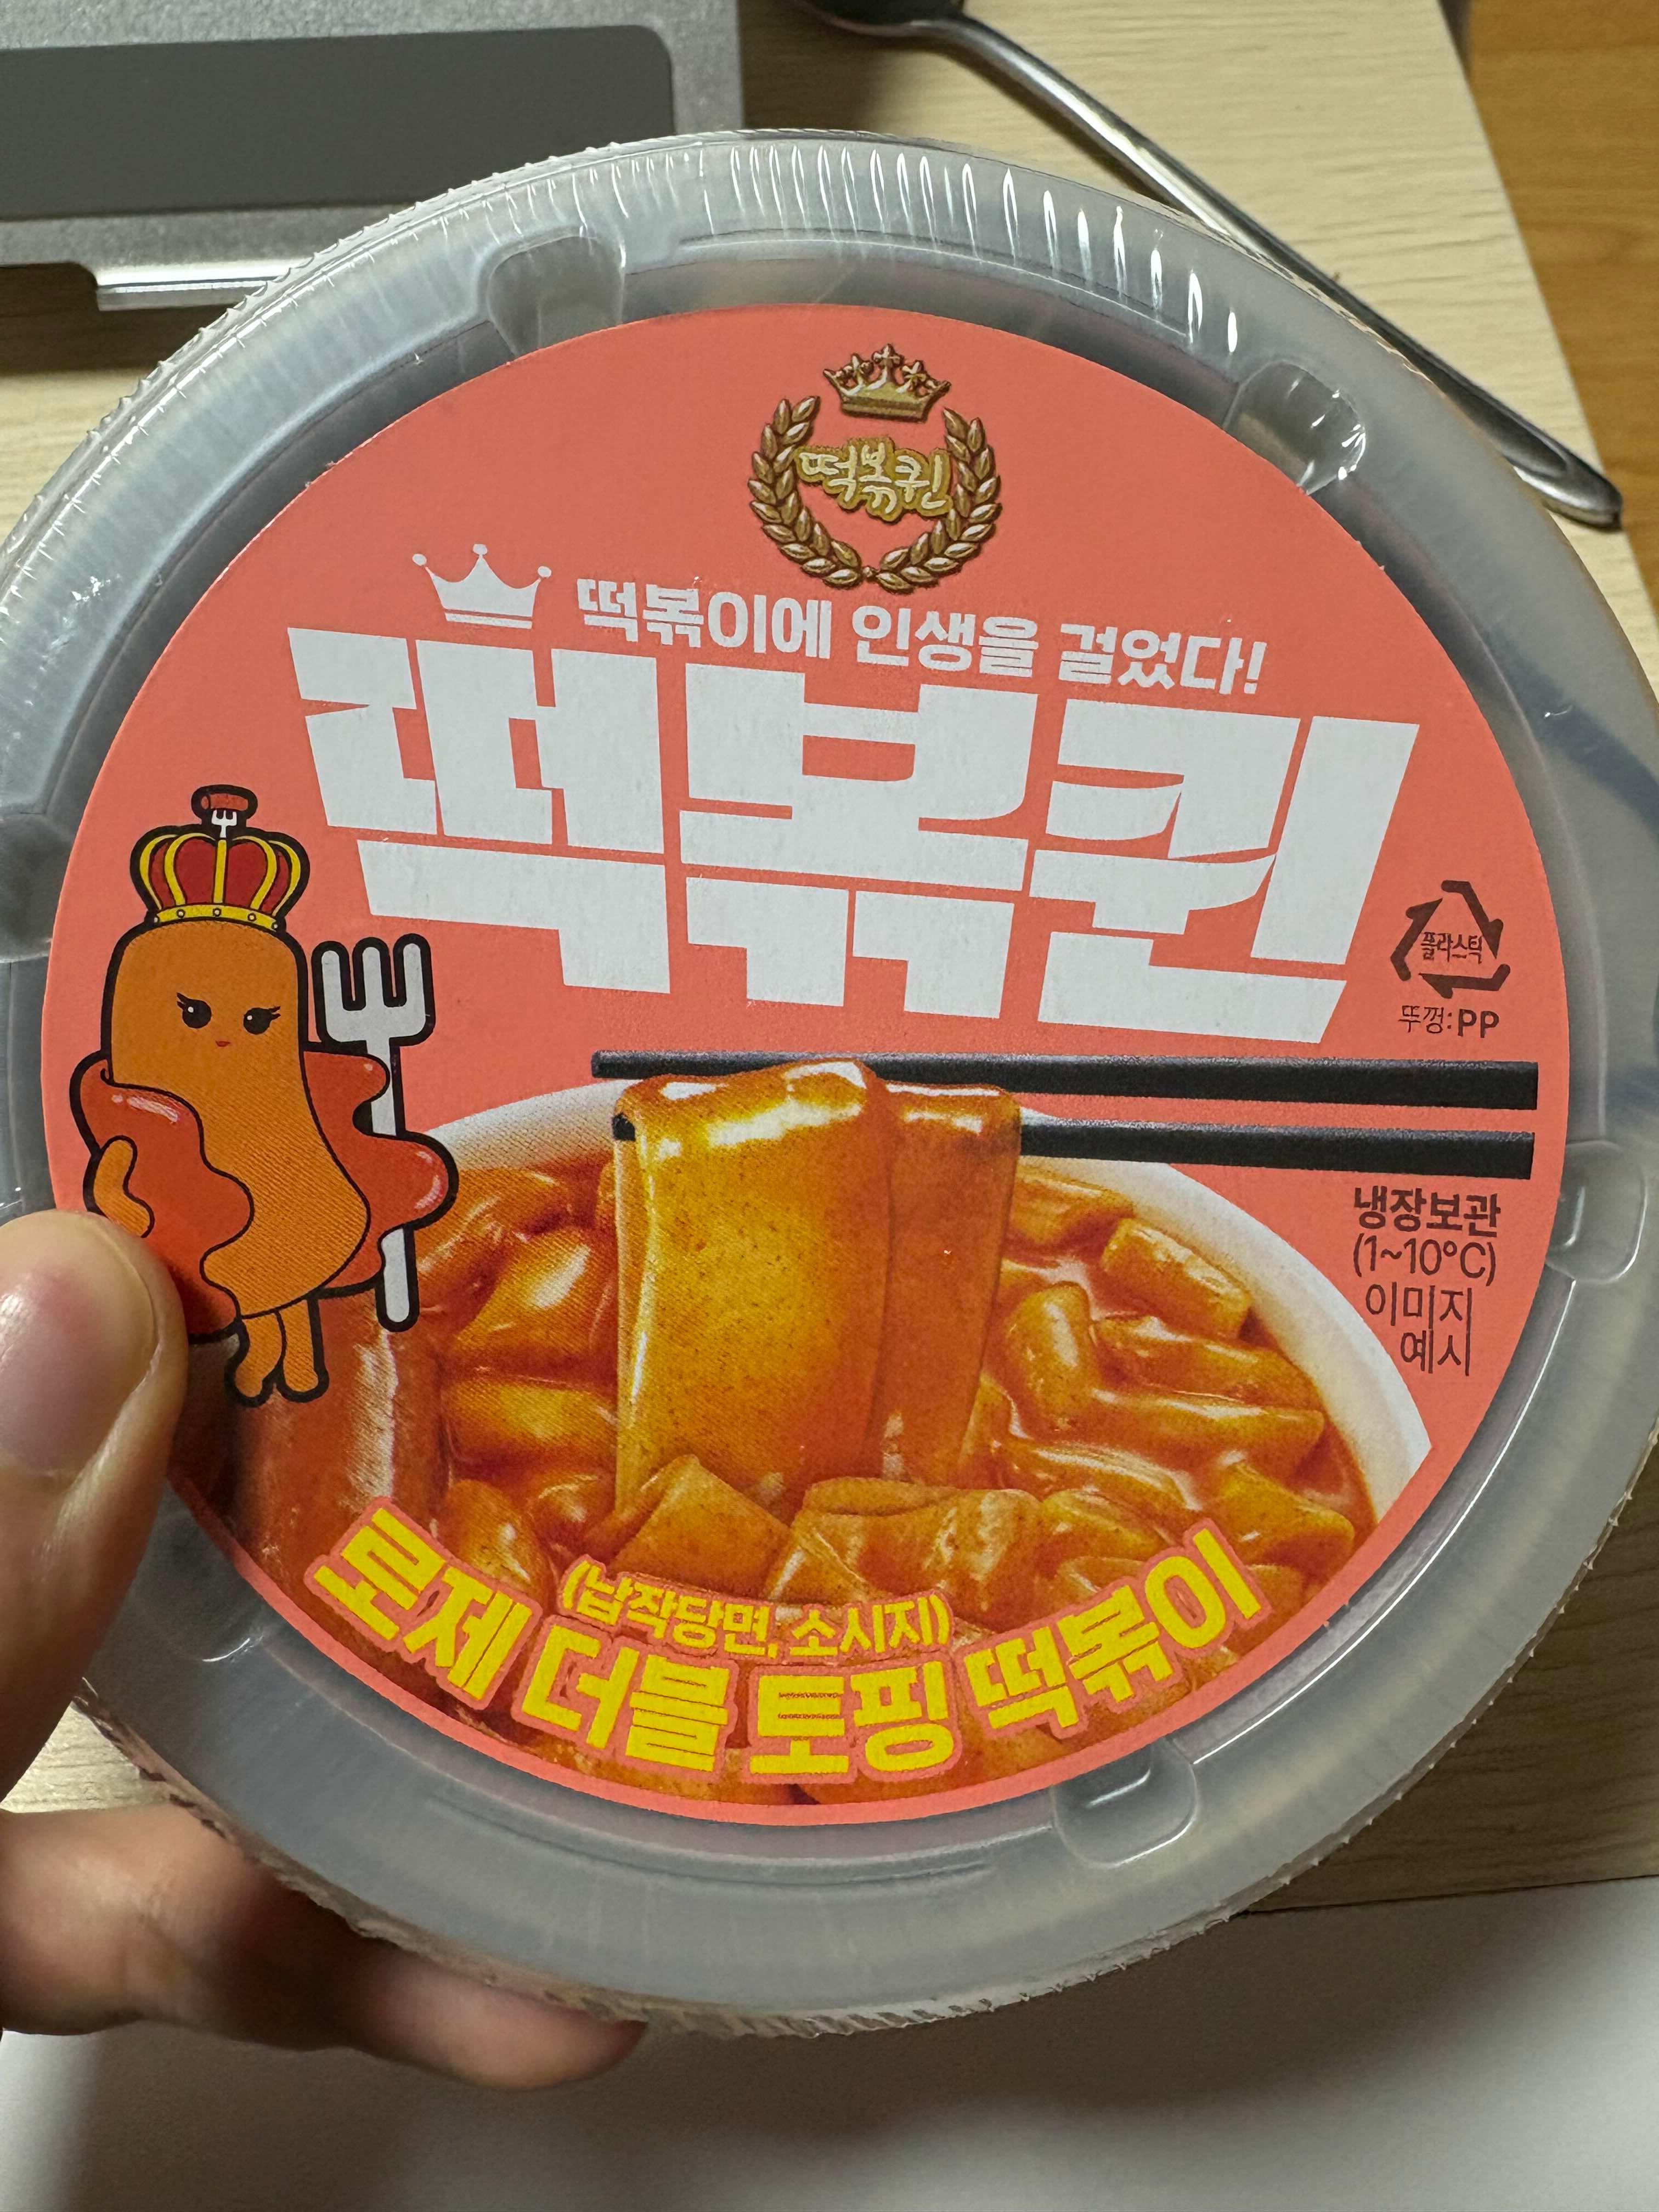 떡볶퀸
떡볶이에 인생을 걸었다!
떡볶퀸
플라스틱
뚜껑:PP
냉장보관
(1~10°C)
이미지
예시
(납작당면, 소시지)
로제 더블 토핑 떡볶이